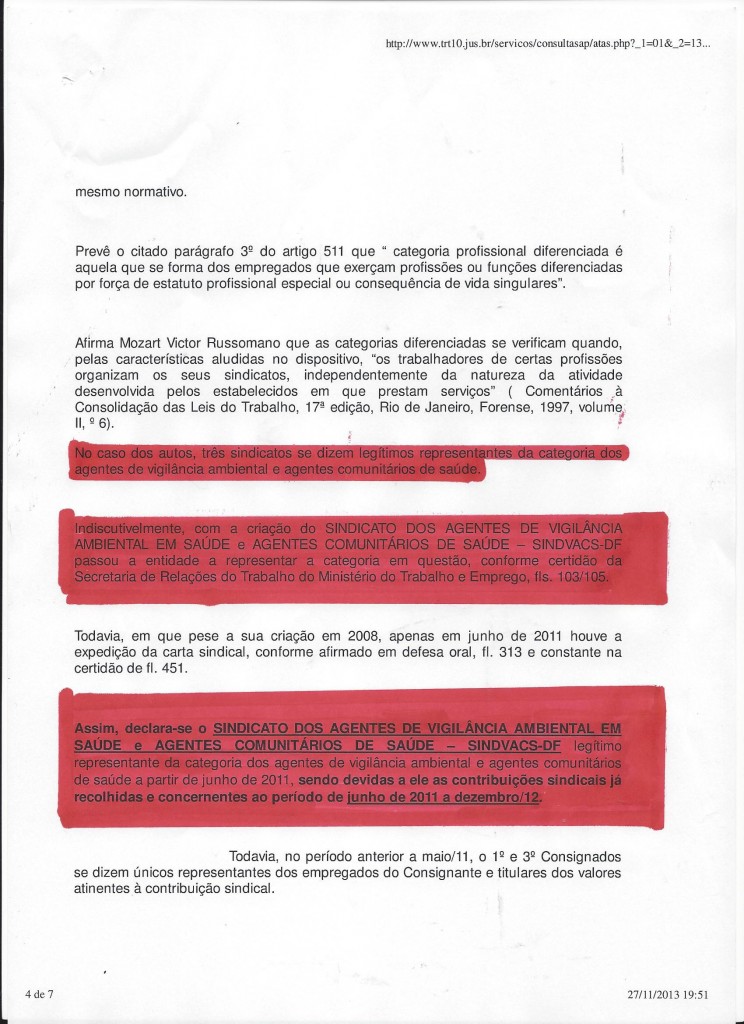 http://www.trt10.jus.br/servicos/consultasap/atas.php?_1=01&_2=13...
mesmo normativo.
Prevê o citado parágrafo 3º do artigo 511 que “ categoria profissional diferenciada é
aquela que se forma dos empregados que exerçam profissões ou funções diferenciadas
por força de estatuto profissional especial ou consequência de vida singulares”.
Afirma Mozart Victor Russomano que as categorias diferenciadas se verificam quando,
pelas características aludidas no dispositivo, “os trabalhadores de certas profissões
organizam os seus sindicatos, independentemente da natureza da atividade
desenvolvida pelos estabelecidos em que prestam serviços” ( Comentários à
Consolidação das Leis do Trabalho, 17ª edição, Rio de Janeiro, Forense, 1997, volume
II, º 6).
No caso dos autos, três sindicatos se dizem legítimos representantes da categoria dos
agentes de vigilância ambiental e agentes comunitários de saúde.
Indiscutivelmente, com a criação do SINDICATO DOS AGENTES DE VIGILÂNCIA
AMBIENTAL EM SAÚDE e AGENTES COMUNITÁRIOS DE SAÚDE – SINDVACS-DF
passou a entidade a representar a categoria em questão, conforme certidão da
Secretaria de Relações do Trabalho do Ministério do Trabalho e Emprego, fls. 103/105.
Todavia, em que pese a sua criação em 2008, apenas em junho de 2011 houve a
expedição da carta sindical, conforme afirmado em defesa oral, fl. 313 e constante na
certidão de fl. 451.
Assim, declara-se o SINDICATO DOS AGENTES DE VIGILÂNCIA AMBIENTAL EM
SAÚDE e AGENTES COMUNITÁRIOS DE SAÚDE – SINDVACS-DF legítimo
representante da categoria dos agentes de vigilância ambiental e agentes comunitários
de saúde a partir de junho de 2011, sendo devidas a ele as contribuições sindicais já
recolhidas e concernentes ao período de junho de 2011 a dezembro/12.
Todavia, no período anterior a maio/11, o 1º e 3º Consignados
se dizem únicos representantes dos empregados do Consignante e titulares dos valores
atinentes à contribuição sindical.
4 de 7
27/11/2013 19:51